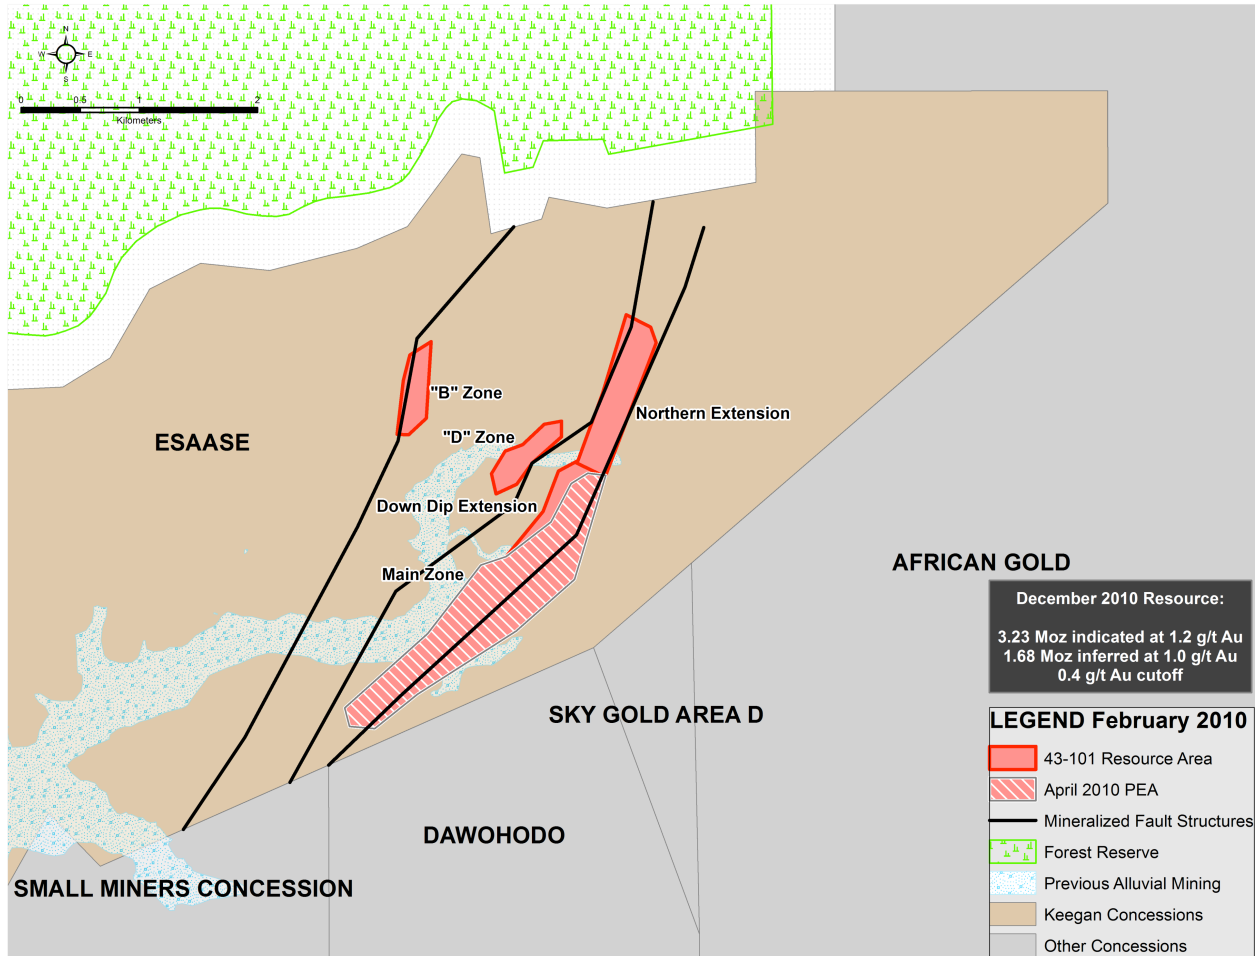 N
W E
S
0 0.5 1 2
Kilometers
"B" Zone
Northern Extension
"D" Zone
ESAASE
Down Dip Extension
Main Zone
AFRICAN GOLD
December 2010 Resource:
3.23 Moz indicated at 1.2 g/t Au
1.68 Moz inferred at 1.0 g/t Au
0.4 g/t Au cutoff
SKY GOLD AREA D
DAWOHODO
SMALL MINERS CONCESSION
LEGEND February 2010
43-101 Resource Area
April 2010 PEA
Mineralized Fault Structures
Forest Reserve
Previous Alluvial Mining
Keegan Concessions
Other Concessions